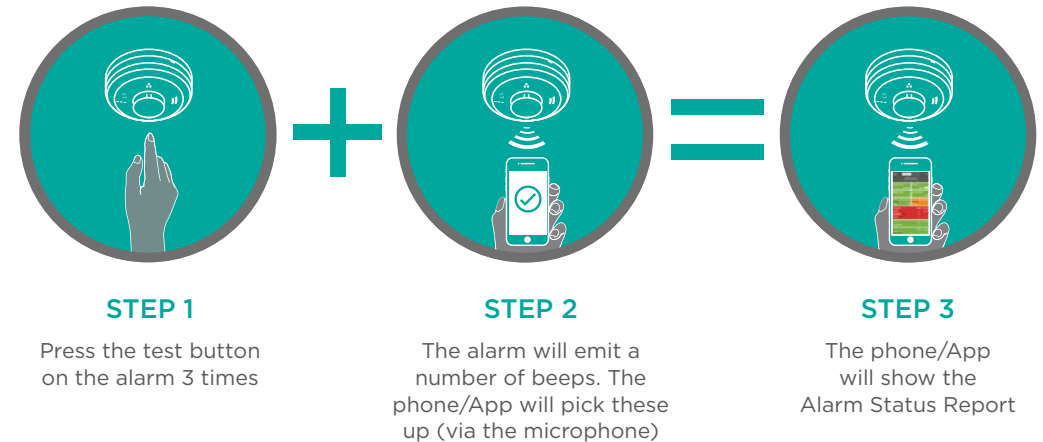 STEP 1
Press the test button
on the alarm 3 times
STEP 2
The alarm will emit a
number of beeps. The
phone/App will pick these
up (via the microphone)
STEP 3
The phone/App
will show the
Alarm Status Report